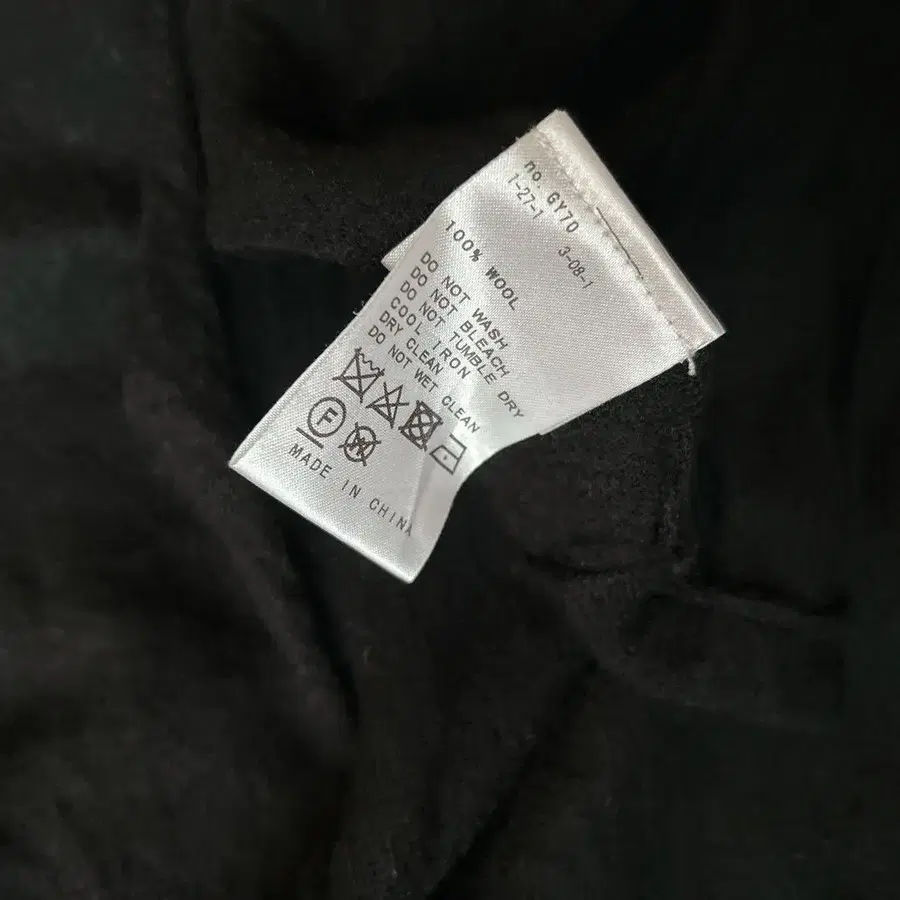 no. GY70
1-27-1 3-08-1
100% WOOL
DO NOT WASH
DO NOT BLEACH
DO NOT TUMBLE DRY
COOL IRON
DRY CLEAN
DO NOT WET CLEAN
F W
MADE IN CHINA